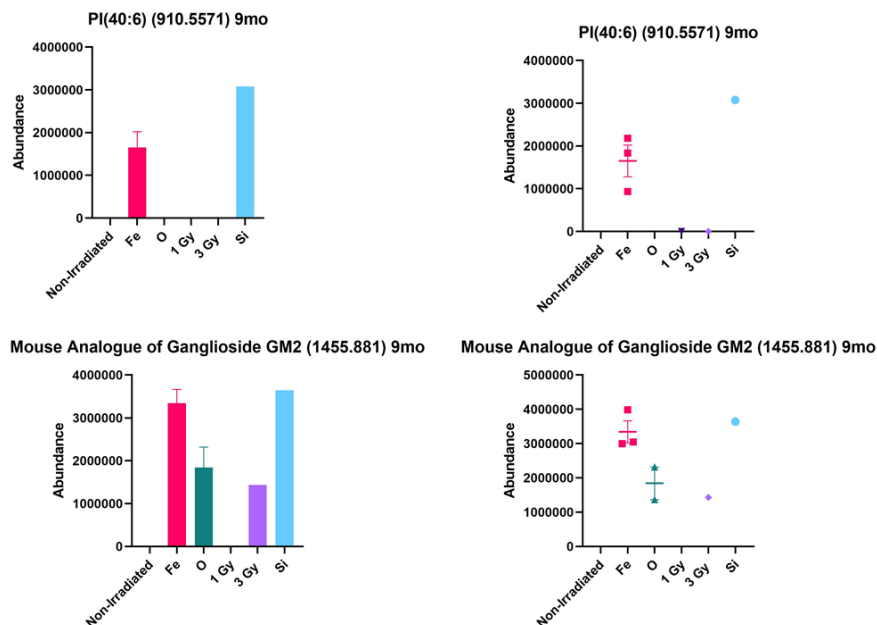 PI(40:6) (910.5571) 9mo
Abundance
4000000
3000000
2000000
1000000
0
Non-Irradiated
Fe
O
1 Gy
3 Gy
Si
PI(40:6) (910.5571) 9mo
Abundance
4000000
3000000
2000000
1000000
0
Non-Irradiated
Fe
O
1 Gy
3 Gy
Si
Mouse Analogue of Ganglioside GM2 (1455.881) 9mo
Abundance
4000000
3000000
2000000
1000000
0
Non-Irradiated
Fe
O
1 Gy
3 Gy
Si
Mouse Analogue of Ganglioside GM2 (1455.881) 9mo
Abundance
5000000
4000000
3000000
2000000
1000000
0
Non-Irradiated
Fe
O
1 Gy
3 Gy
Si